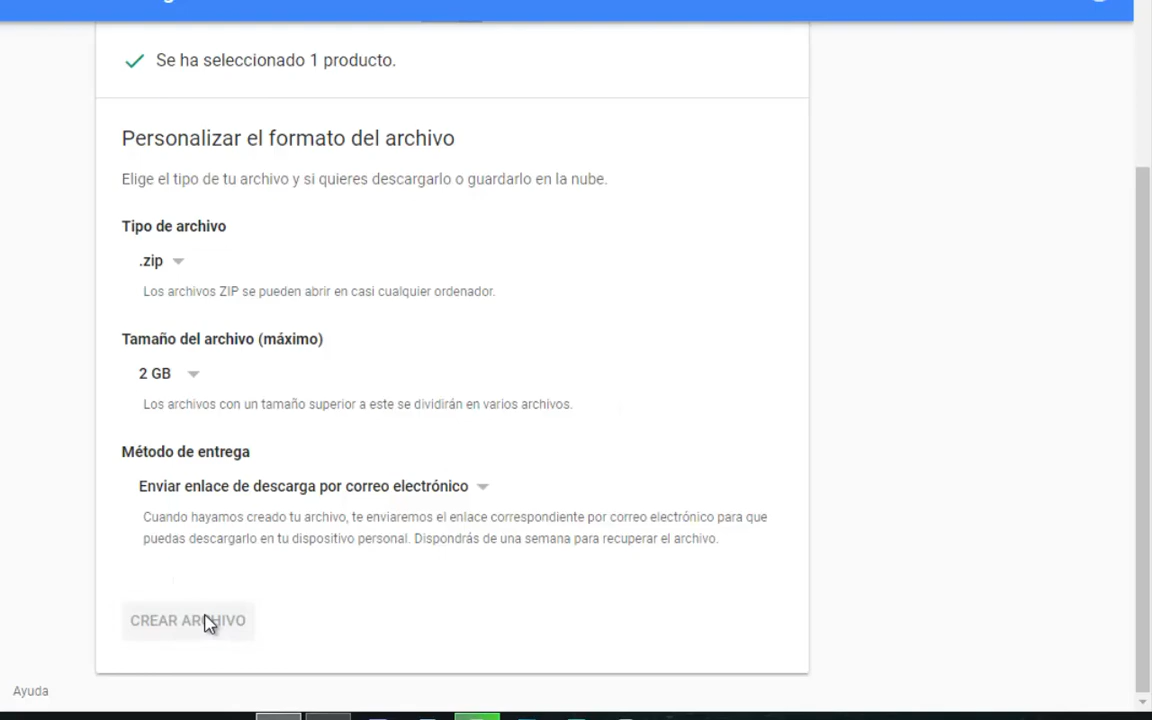 Se ha seleccionado 1 producto.
Personalizar el formato del archivo
Elige el tipo de tu archivo y si quieres descargarlo o guardarlo en la nube.
Tipo de archivo
.zip
Los archivos ZIP se pueden abrir en casi cualquier ordenador.
Tamaño del archivo (máximo)
2 GB
Los archivos con un tamaño superior a este se dividirán en varios archivos.
Método de entrega
Enviar enlace de descarga por correo electrónico
Cuando hayamos creado tu archivo, te enviaremos el enlace correspondiente por correo electrónico para que
puedas descargarlo en tu dispositivo personal. Dispondrás de una semana para recuperar el archivo.
CREAR ARCHIVO
Ayuda